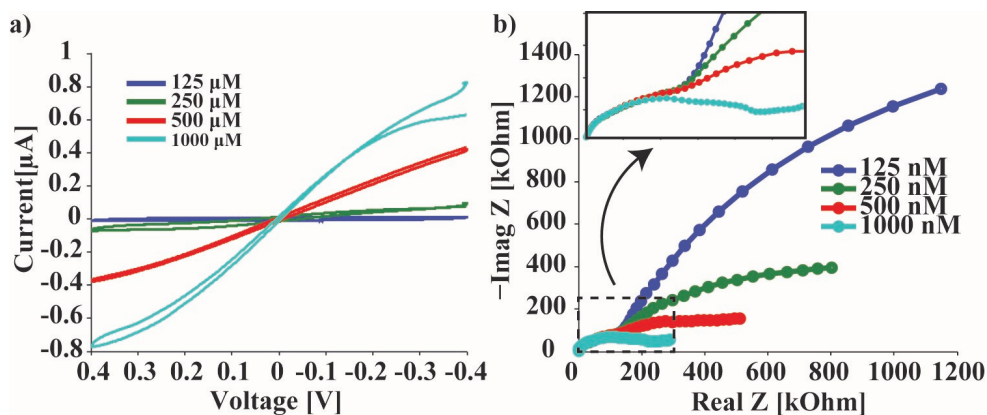 a)
1
0.8
0.6
0.4
0.2
0
-0.2
-0.4
-0.6
-0.8
Current[µA]
125 µM
250 µM
500 µM
1000 µM
0.4 0.3 0.2 0.1 0 -0.1 -0.2 -0.3 -0.4
Voltage [V]
b)
1400
1200
1000
800
600
400
200
0
−Imag Z [kOhm]
125 nM
250 nM
500 nM
1000 nM
0 200 400 600 800 1000 1200
Real Z [kOhm]